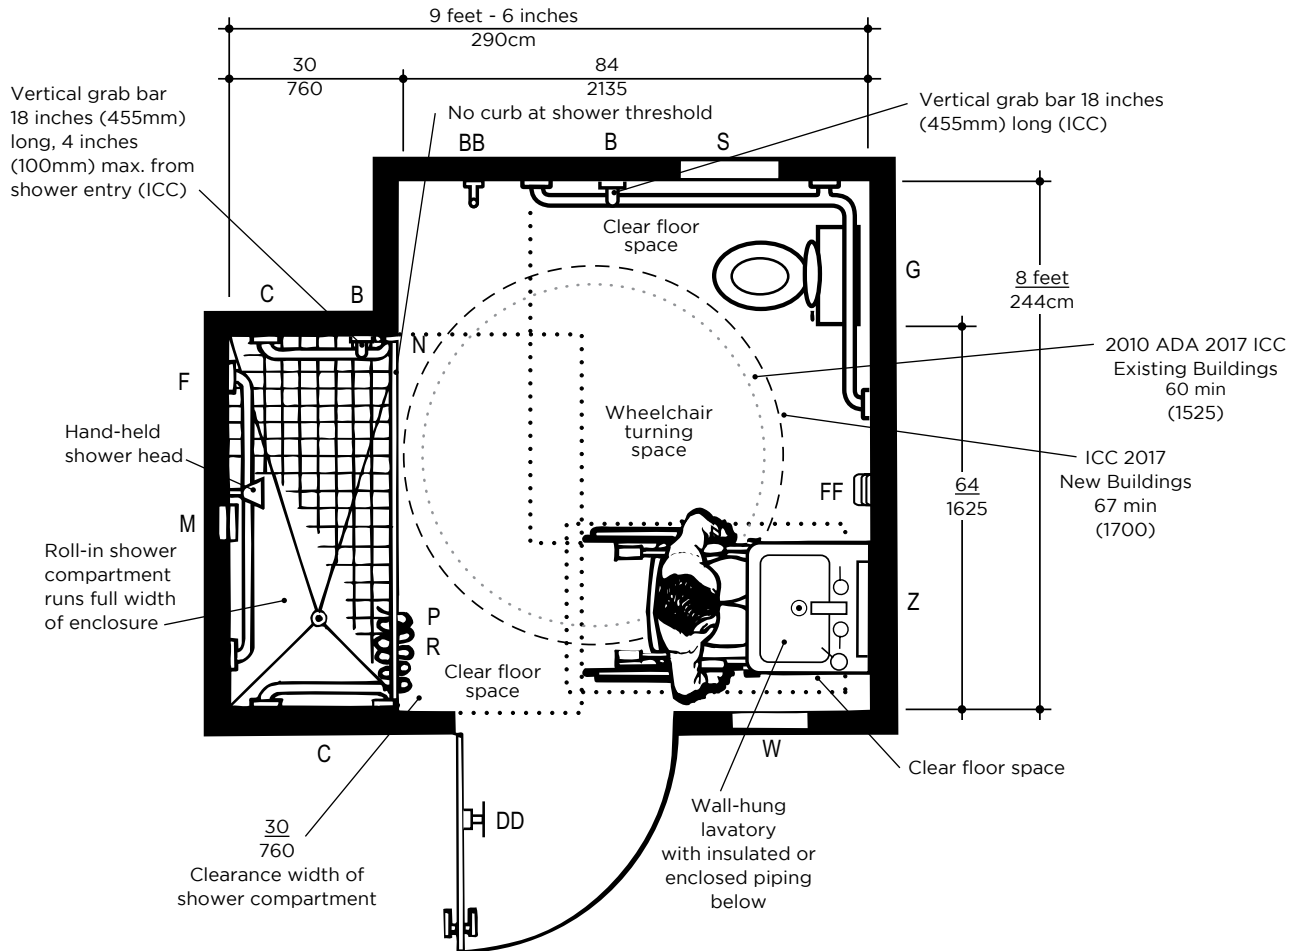 9 feet - 6 inches
290cm
30
760
84
2135
Vertical grab bar
18 inches (455mm)
long, 4 inches
(100mm) max. from
shower entry (ICC)
No curb at shower threshold
Vertical grab bar 18 inches
(455mm) long (ICC)
BB
B
S
Clear floor
space
G
8 feet
244cm
C
B
N
F
2010 ADA 2017 ICC
Existing Buildings
60 min
(1525)
Wheelchair
turning
space
Hand-held
shower head
ICC 2017
New Buildings
67 min
(1700)
FF
64
1625
M
Roll-in shower
compartment
runs full width
of enclosure
P
R
Z
Clear floor
space
C
W
Clear floor space
DD
30
760
Clearance width of
shower compartment
Wall-hung
lavatory
with insulated or
enclosed piping
below